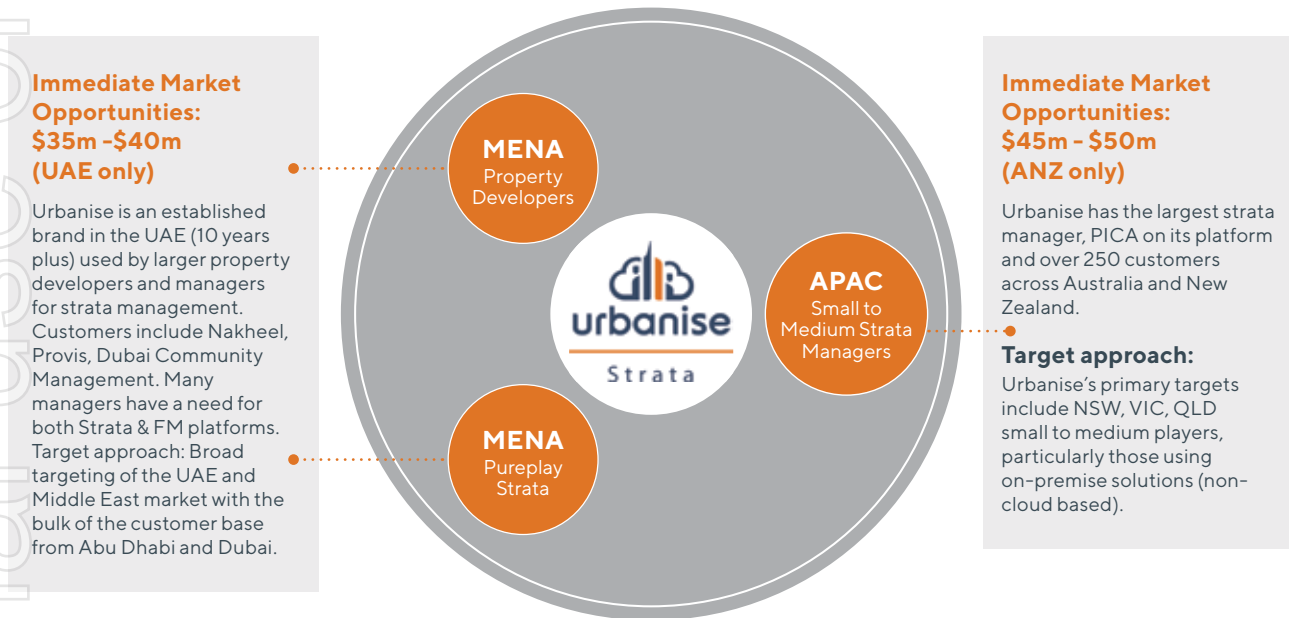 Immediate Market
Opportunities:
$35m -$40m
(UAE only)
Urbanise is an established
brand in the UAE (10 years
plus) used by larger property
developers and managers
for strata management.
Customers include Nakheel,
Provis, Dubai Community
Management. Many
managers have a need for
both Strata & FM platforms.
Target approach: Broad
targeting of the UAE and
Middle East market with the
bulk of the customer base
from Abu Dhabi and Dubai.
MENA
Property
Developers
urbanise
Strata
MENA
Pureplay
Strata
APAC
Small to
Medium Strata
Managers
Immediate Market
Opportunities:
$45m - $50m
(ANZ only)
Urbanise has the largest strata
manager, PICA on its platform
and over 250 customers
across Australia and New
Zealand.
Target approach:
Urbanise's primary targets
include NSW, VIC, QLD
small to medium players,
particularly those using
on-premise solutions (non-
cloud based).